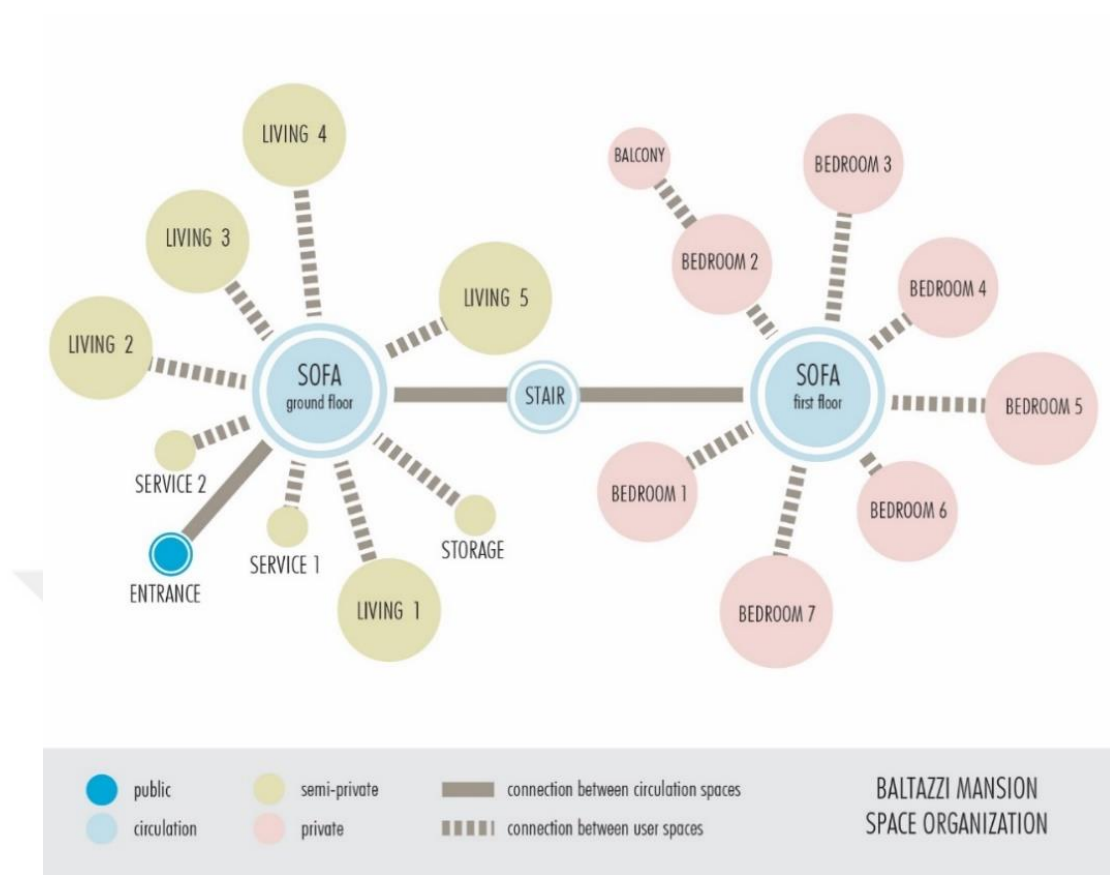 LIVING 4
LIVING 3
LIVING 2
LIVING 5
SOFA
ground floor
STAIR
SERVICE 2
ENTRANCE
SERVICE 1
LIVING 1
STORAGE
BALCONY
BEDROOM 3
BEDROOM 2
BEDROOM 4
SOFA
first floor
BEDROOM 5
BEDROOM 1
BEDROOM 6
BEDROOM 7
public
circulation
semi-private
private
connection between circulation spaces
connection between user spaces
BALTAZZI MANSION
SPACE ORGANIZATION